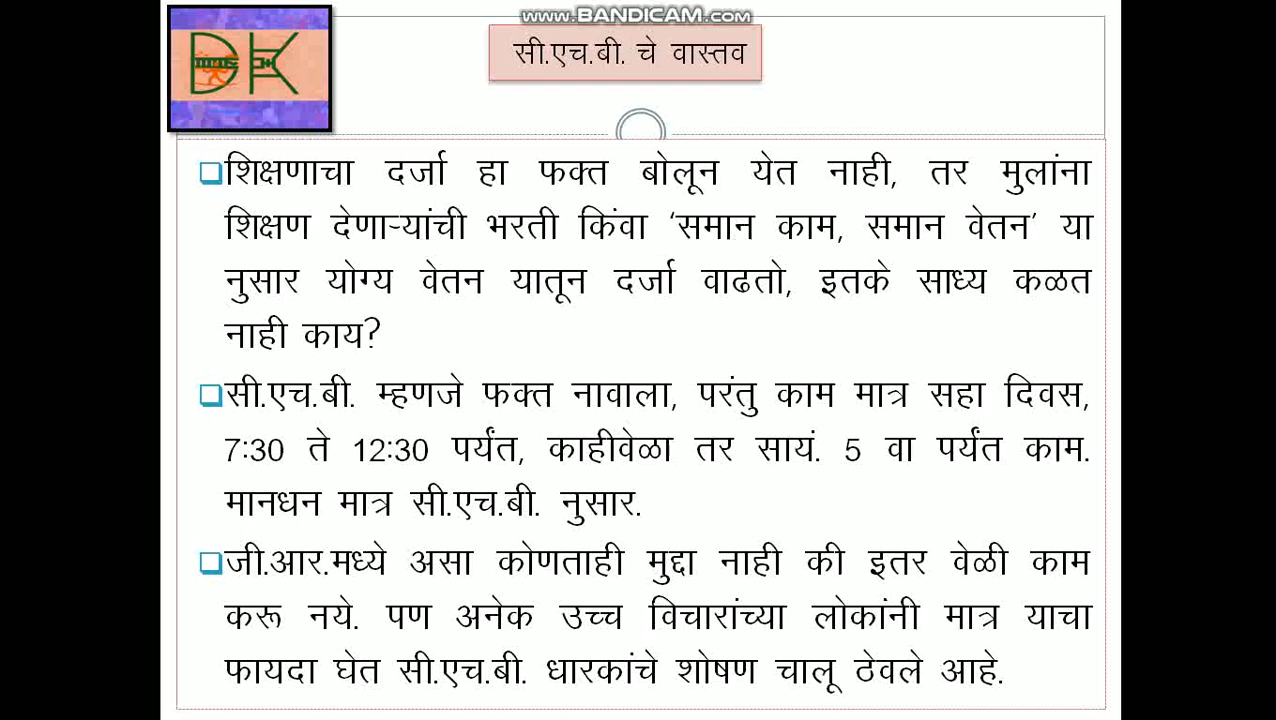 www.BANDICAM.com
सी.एच.बी. चे वास्तव
DK
शिक्षणाचा दर्जा हा फक्त बोलून येत नाही, तर मुलांना
शिक्षण देणाऱ्यांची भरती किंवा ‘समान काम, समान वेतन’ या
नुसार योग्य वेतन यातून दर्जा वाढतो, इतके साध्य कळत
नाही काय?
सी.एच.बी. म्हणजे फक्त नावाला, परंतु काम मात्र सहा दिवस,
7:30 ते 12:30 पर्यंत, काहीवेळा तर सायं. 5 वा पर्यंत काम.
मानधन मात्र सी.एच.बी. नुसार.
जी.आर.मध्ये असा कोणताही मुद्दा नाही की इतर वेळी काम
करू नये. पण अनेक उच्च विचारांच्या लोकांनी मात्र याचा
फायदा घेत सी.एच.बी. धारकांचे शोषण चालू ठेवले आहे.